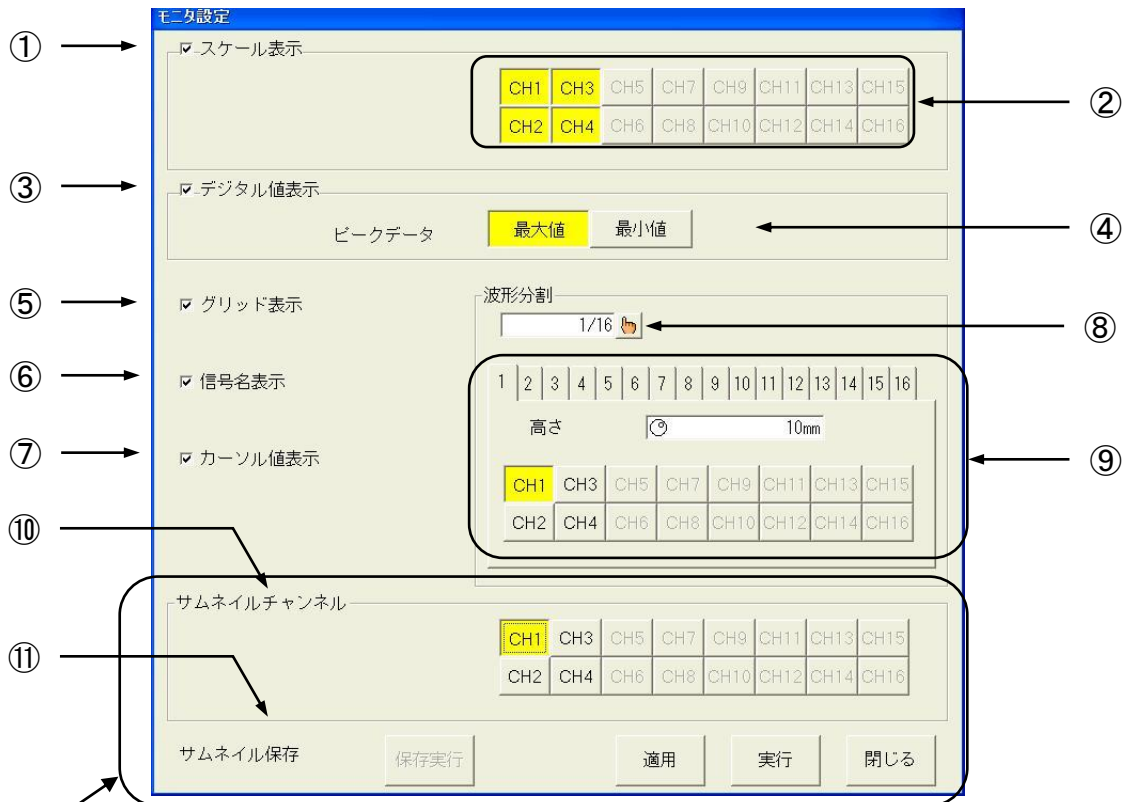 モニタ設定
① スケール表示
CH1 CH3 CH5 CH7 CH9 CH11 CH13 CH15
②
CH2 CH4 CH6 CH8 CH10 CH12 CH14 CH16
③ デジタル値表示
ピークデータ 最大値 最小値 ④
⑤ グリッド表示
波形分割
1/16 ⑧
⑥ 信号名表示
1 2 3 4 5 6 7 8 9 10 11 12 13 14 15 16
高さ 10mm
⑦ カーソル値表示
⑨
CH1 CH3 CH5 CH7 CH9 CH11 CH13 CH15
CH2 CH4 CH6 CH8 CH10 CH12 CH14 CH16
⑩
サムネイルチャンネル
CH1 CH3 CH5 CH7 CH9 CH11 CH13 CH15
⑪
CH2 CH4 CH6 CH8 CH10 CH12 CH14 CH16
サムネイル保存 保存実行 適用 実行 閉じる